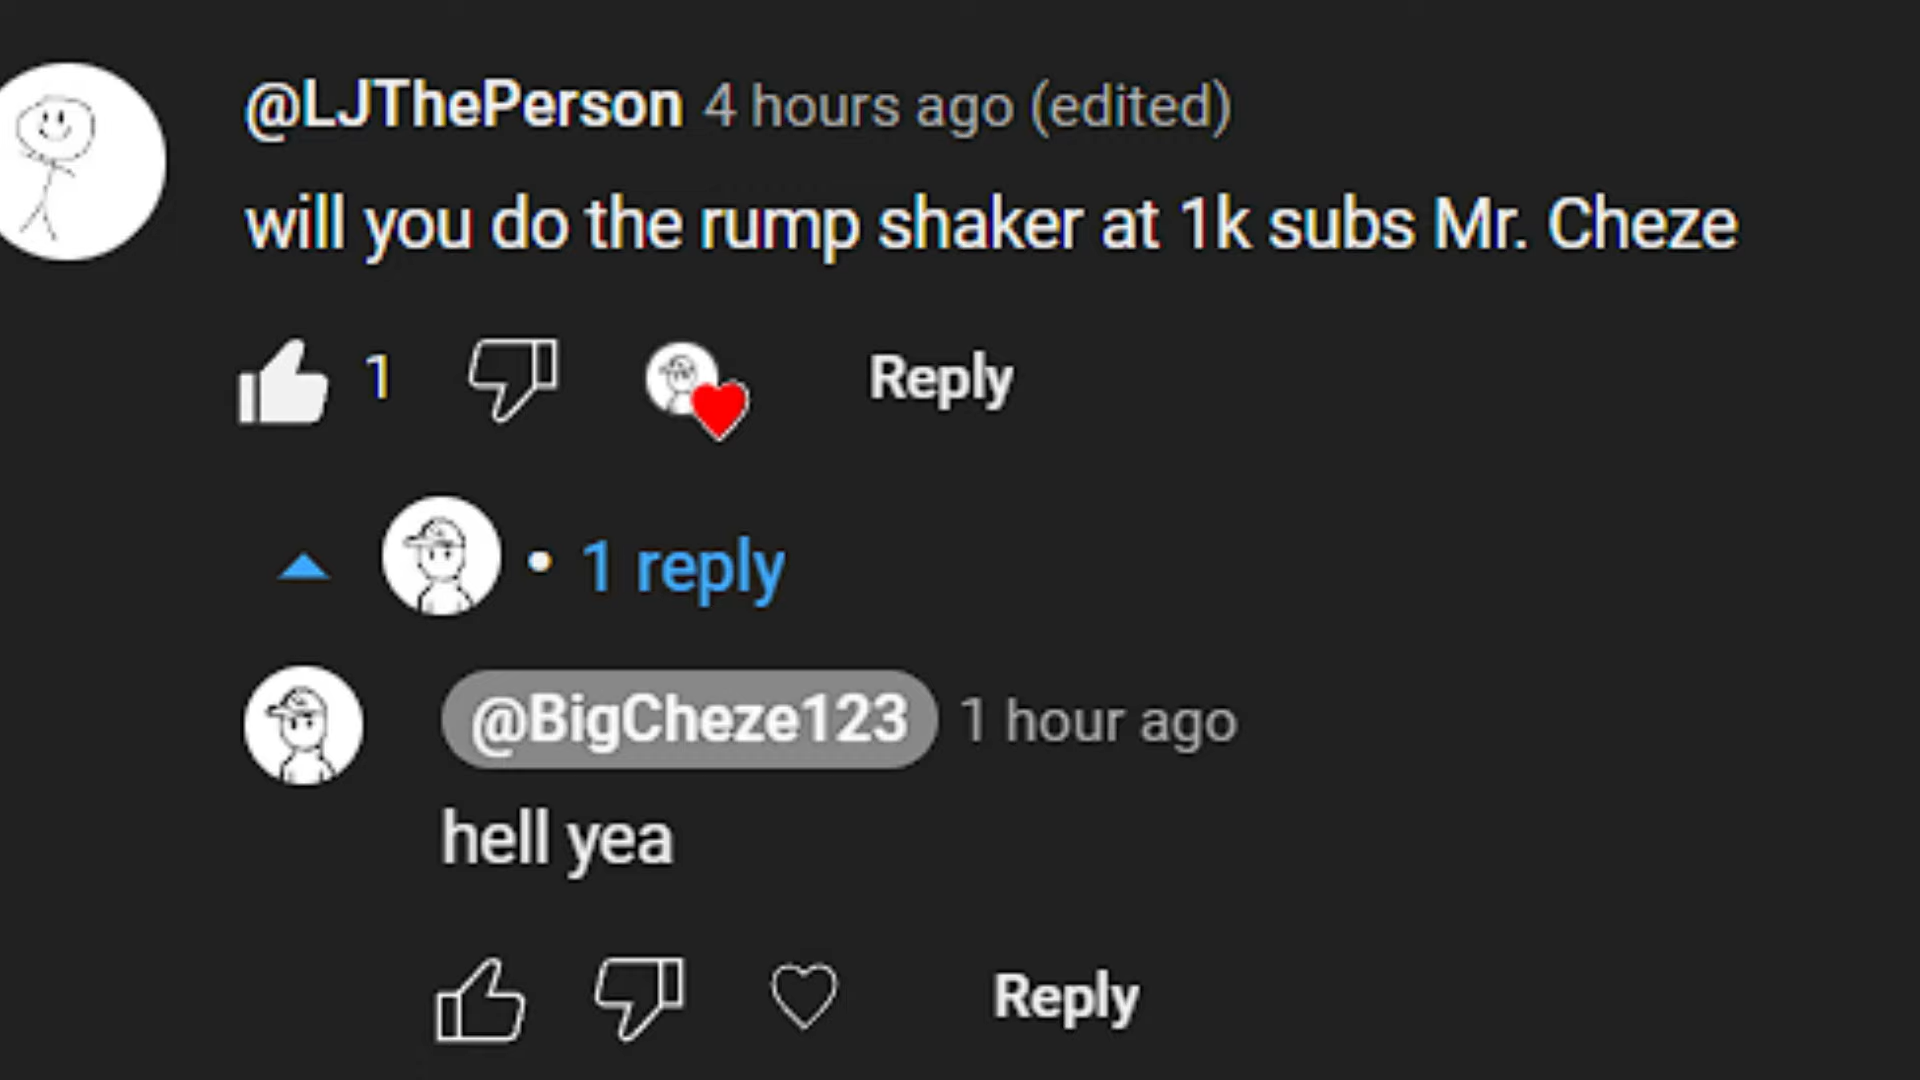 @LJThePerson 4 hours ago (edited)
will you do the rump shaker at 1k subs Mr. Cheze
1 Reply
1 reply
@BigCheze123 1 hour ago
hell yea
Reply